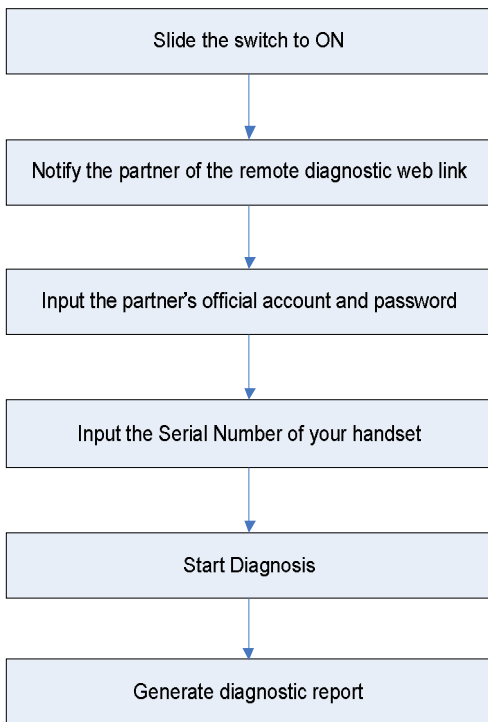 Slide the switch to ON
Notify the partner of the remote diagnostic web link
Input the partner's official account and password
Input the Serial Number of your handset
Start Diagnosis
Generate diagnostic report